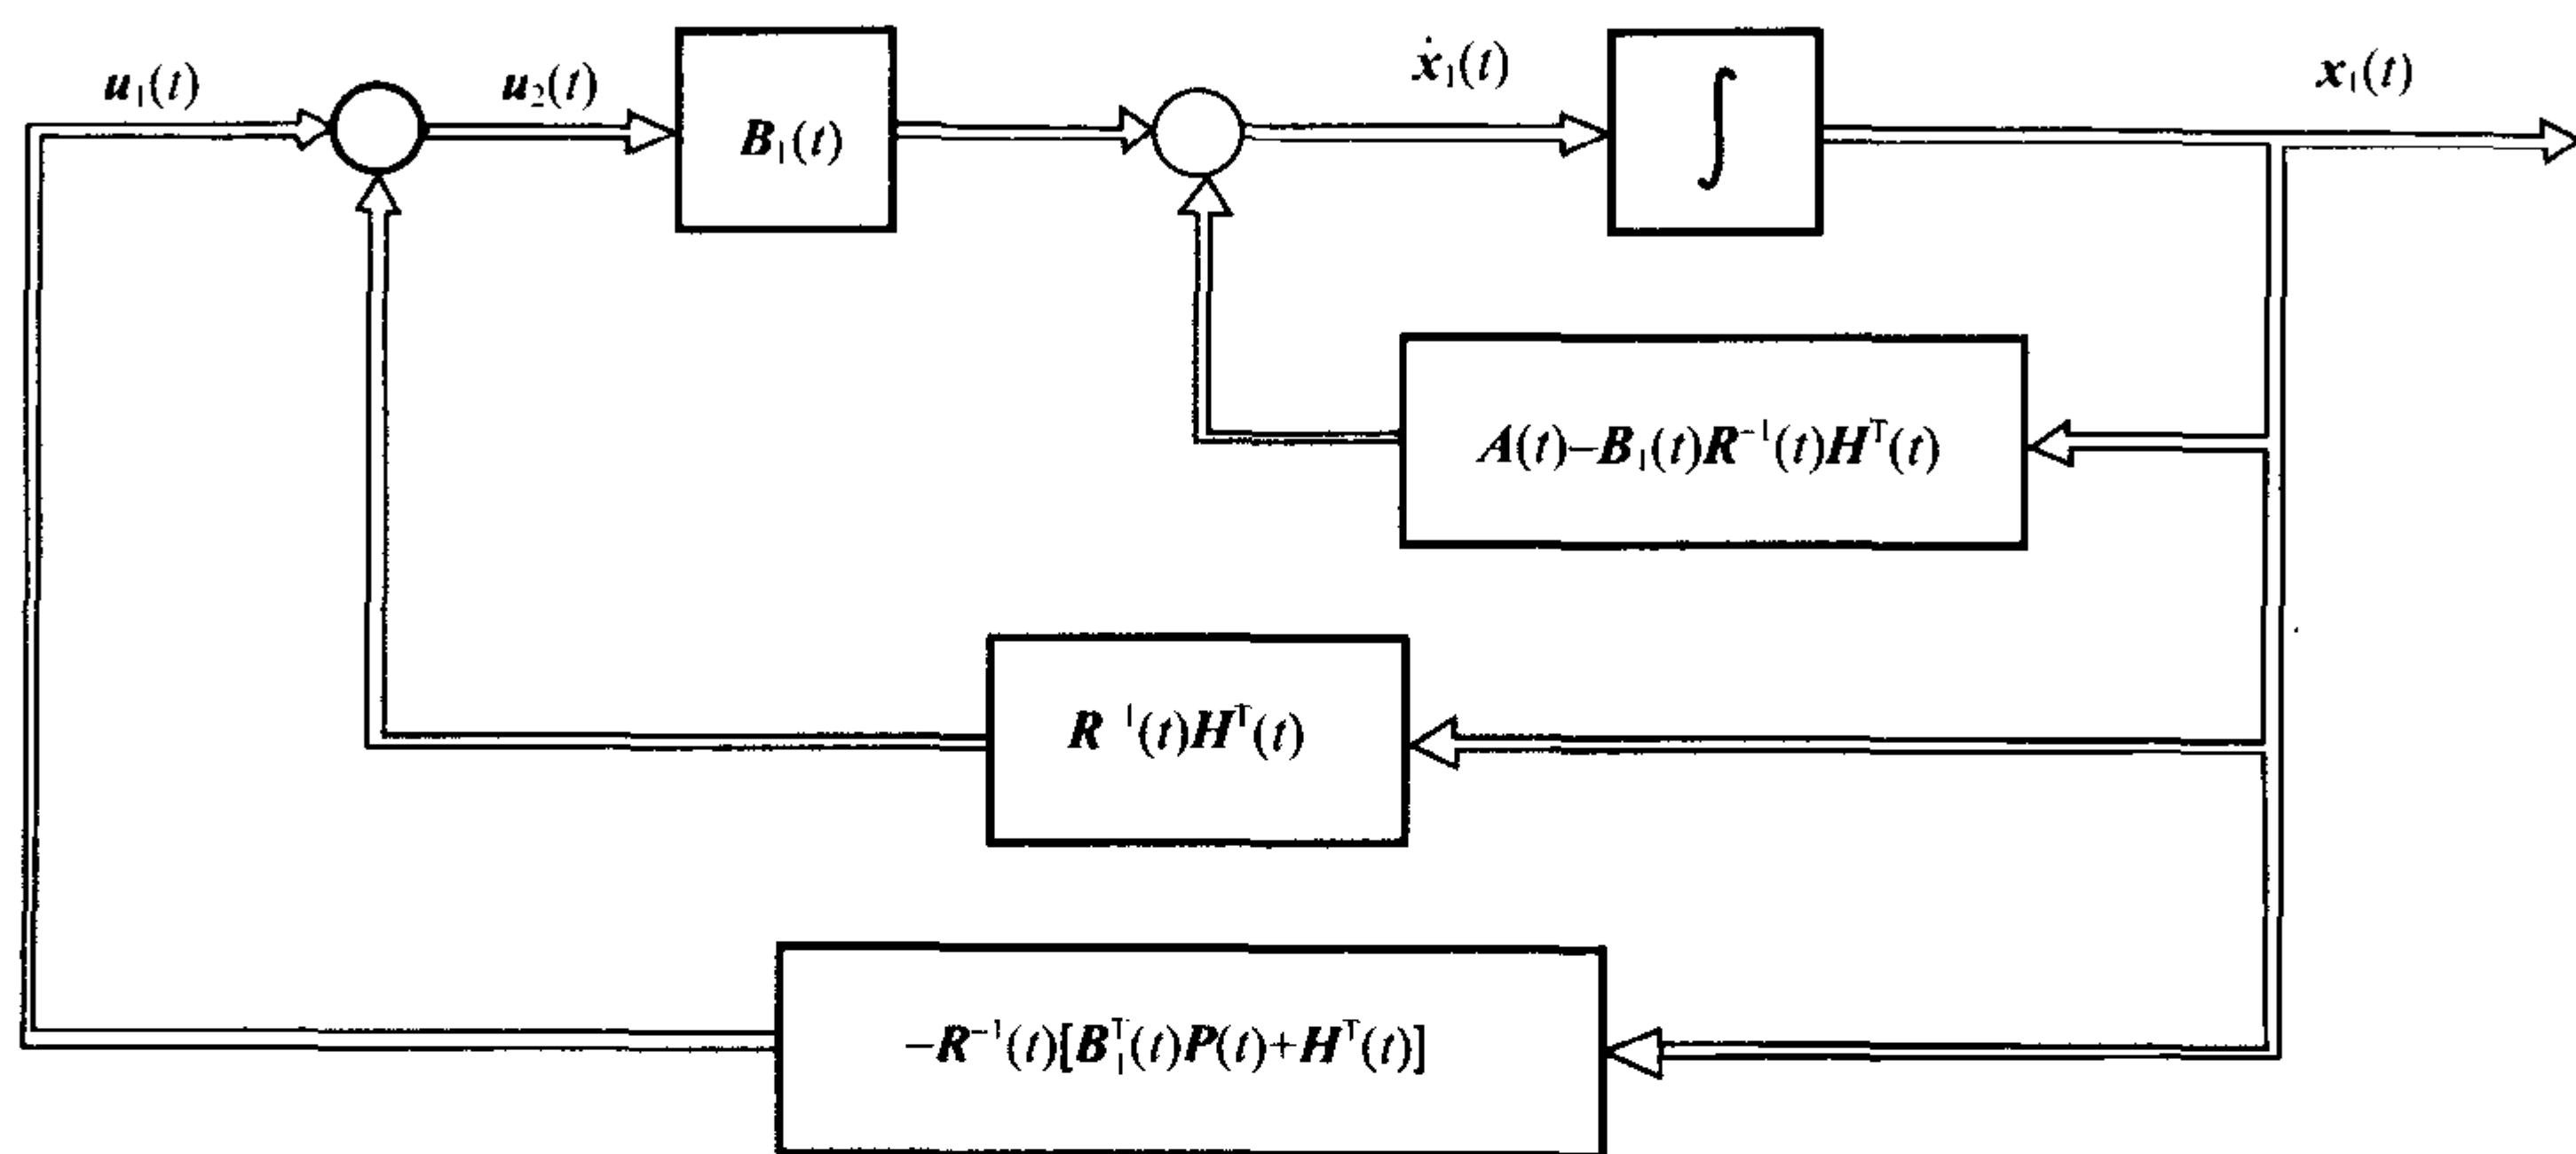 u₁(t)
u₂(t)
B₁(t)
ẋ₁(t)
∫
x₁(t)
A(t)–B₁(t)R⁻¹(t)Hᵀ(t)
R⁻¹(t)Hᵀ(t)
–R⁻¹(t)[B₁ᵀ(t)P(t)+Hᵀ(t)]